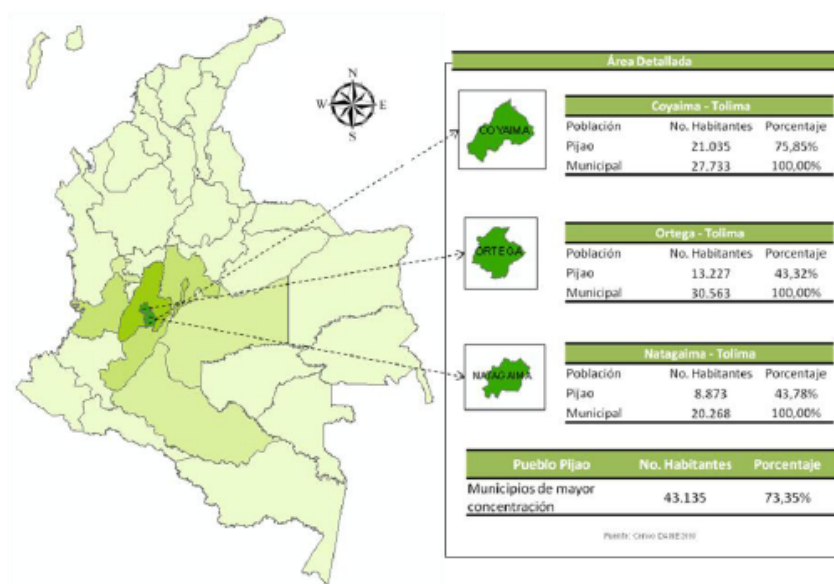 N
W E
S
Área Detallada
COYAIMA
Coyaima - Tolima
Población No. Habitantes Porcentaje
Pijao 21.035 75,85%
Municipal 27.733 100,00%
ORTEGA
Ortega - Tolima
Población No. Habitantes Porcentaje
Pijao 13.227 43,32%
Municipal 30.563 100,00%
NATAGAIMA
Natagaima - Tolima
Población No. Habitantes Porcentaje
Pijao 8.873 43,78%
Municipal 20.268 100,00%
Pueblo Pijao No. Habitantes Porcentaje
Municipios de mayor
concentración 43.135 73,35%